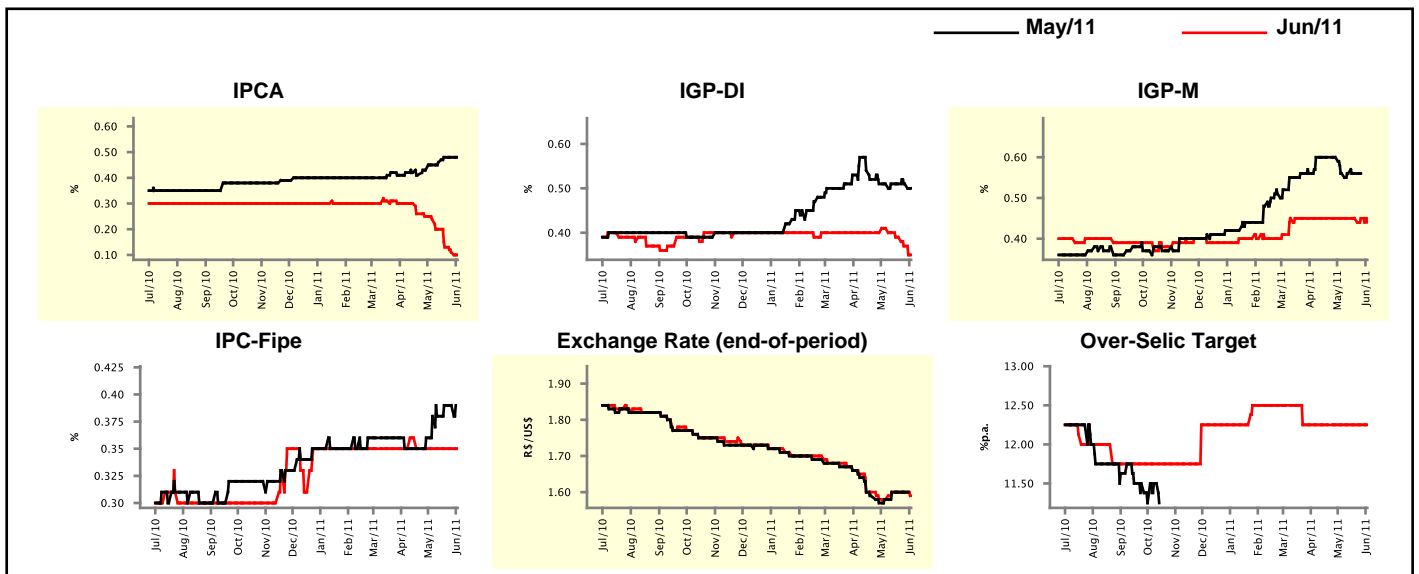 May/11 Jun/11
IPCA IGP-DI IGP-M
%
0.60
0.50
0.40
0.30
0.20
0.10
Jul/10 Aug/10 Sep/10 Oct/10 Nov/10 Dec/10 Jan/11 Feb/11 Mar/11 Apr/11 May/11 Jun/11
%
0.60
0.50
0.40
Jul/10 Aug/10 Sep/10 Oct/10 Nov/10 Dec/10 Jan/11 Feb/11 Mar/11 Apr/11 May/11 Jun/11
%
0.60
0.50
0.40
Jul/10 Aug/10 Sep/10 Oct/10 Nov/10 Dec/10 Jan/11 Feb/11 Mar/11 Apr/11 May/11 Jun/11
IPC-Fipe Exchange Rate (end-of-period) Over-Selic Target
%
0.425
0.40
0.375
0.35
0.325
0.30
Jul/10 Aug/10 Sep/10 Oct/10 Nov/10 Dec/10 Jan/11 Feb/11 Mar/11 Apr/11 May/11 Jun/11
R$/US$
1.90
1.80
1.70
1.60
Jul/10 Aug/10 Sep/10 Oct/10 Nov/10 Dec/10 Jan/11 Feb/11 Mar/11 Apr/11 May/11 Jun/11
%p.a.
13.00
12.50
12.00
11.50
Jul/10 Aug/10 Sep/10 Oct/10 Nov/10 Dec/10 Jan/11 Feb/11 Mar/11 Apr/11 May/11 Jun/11